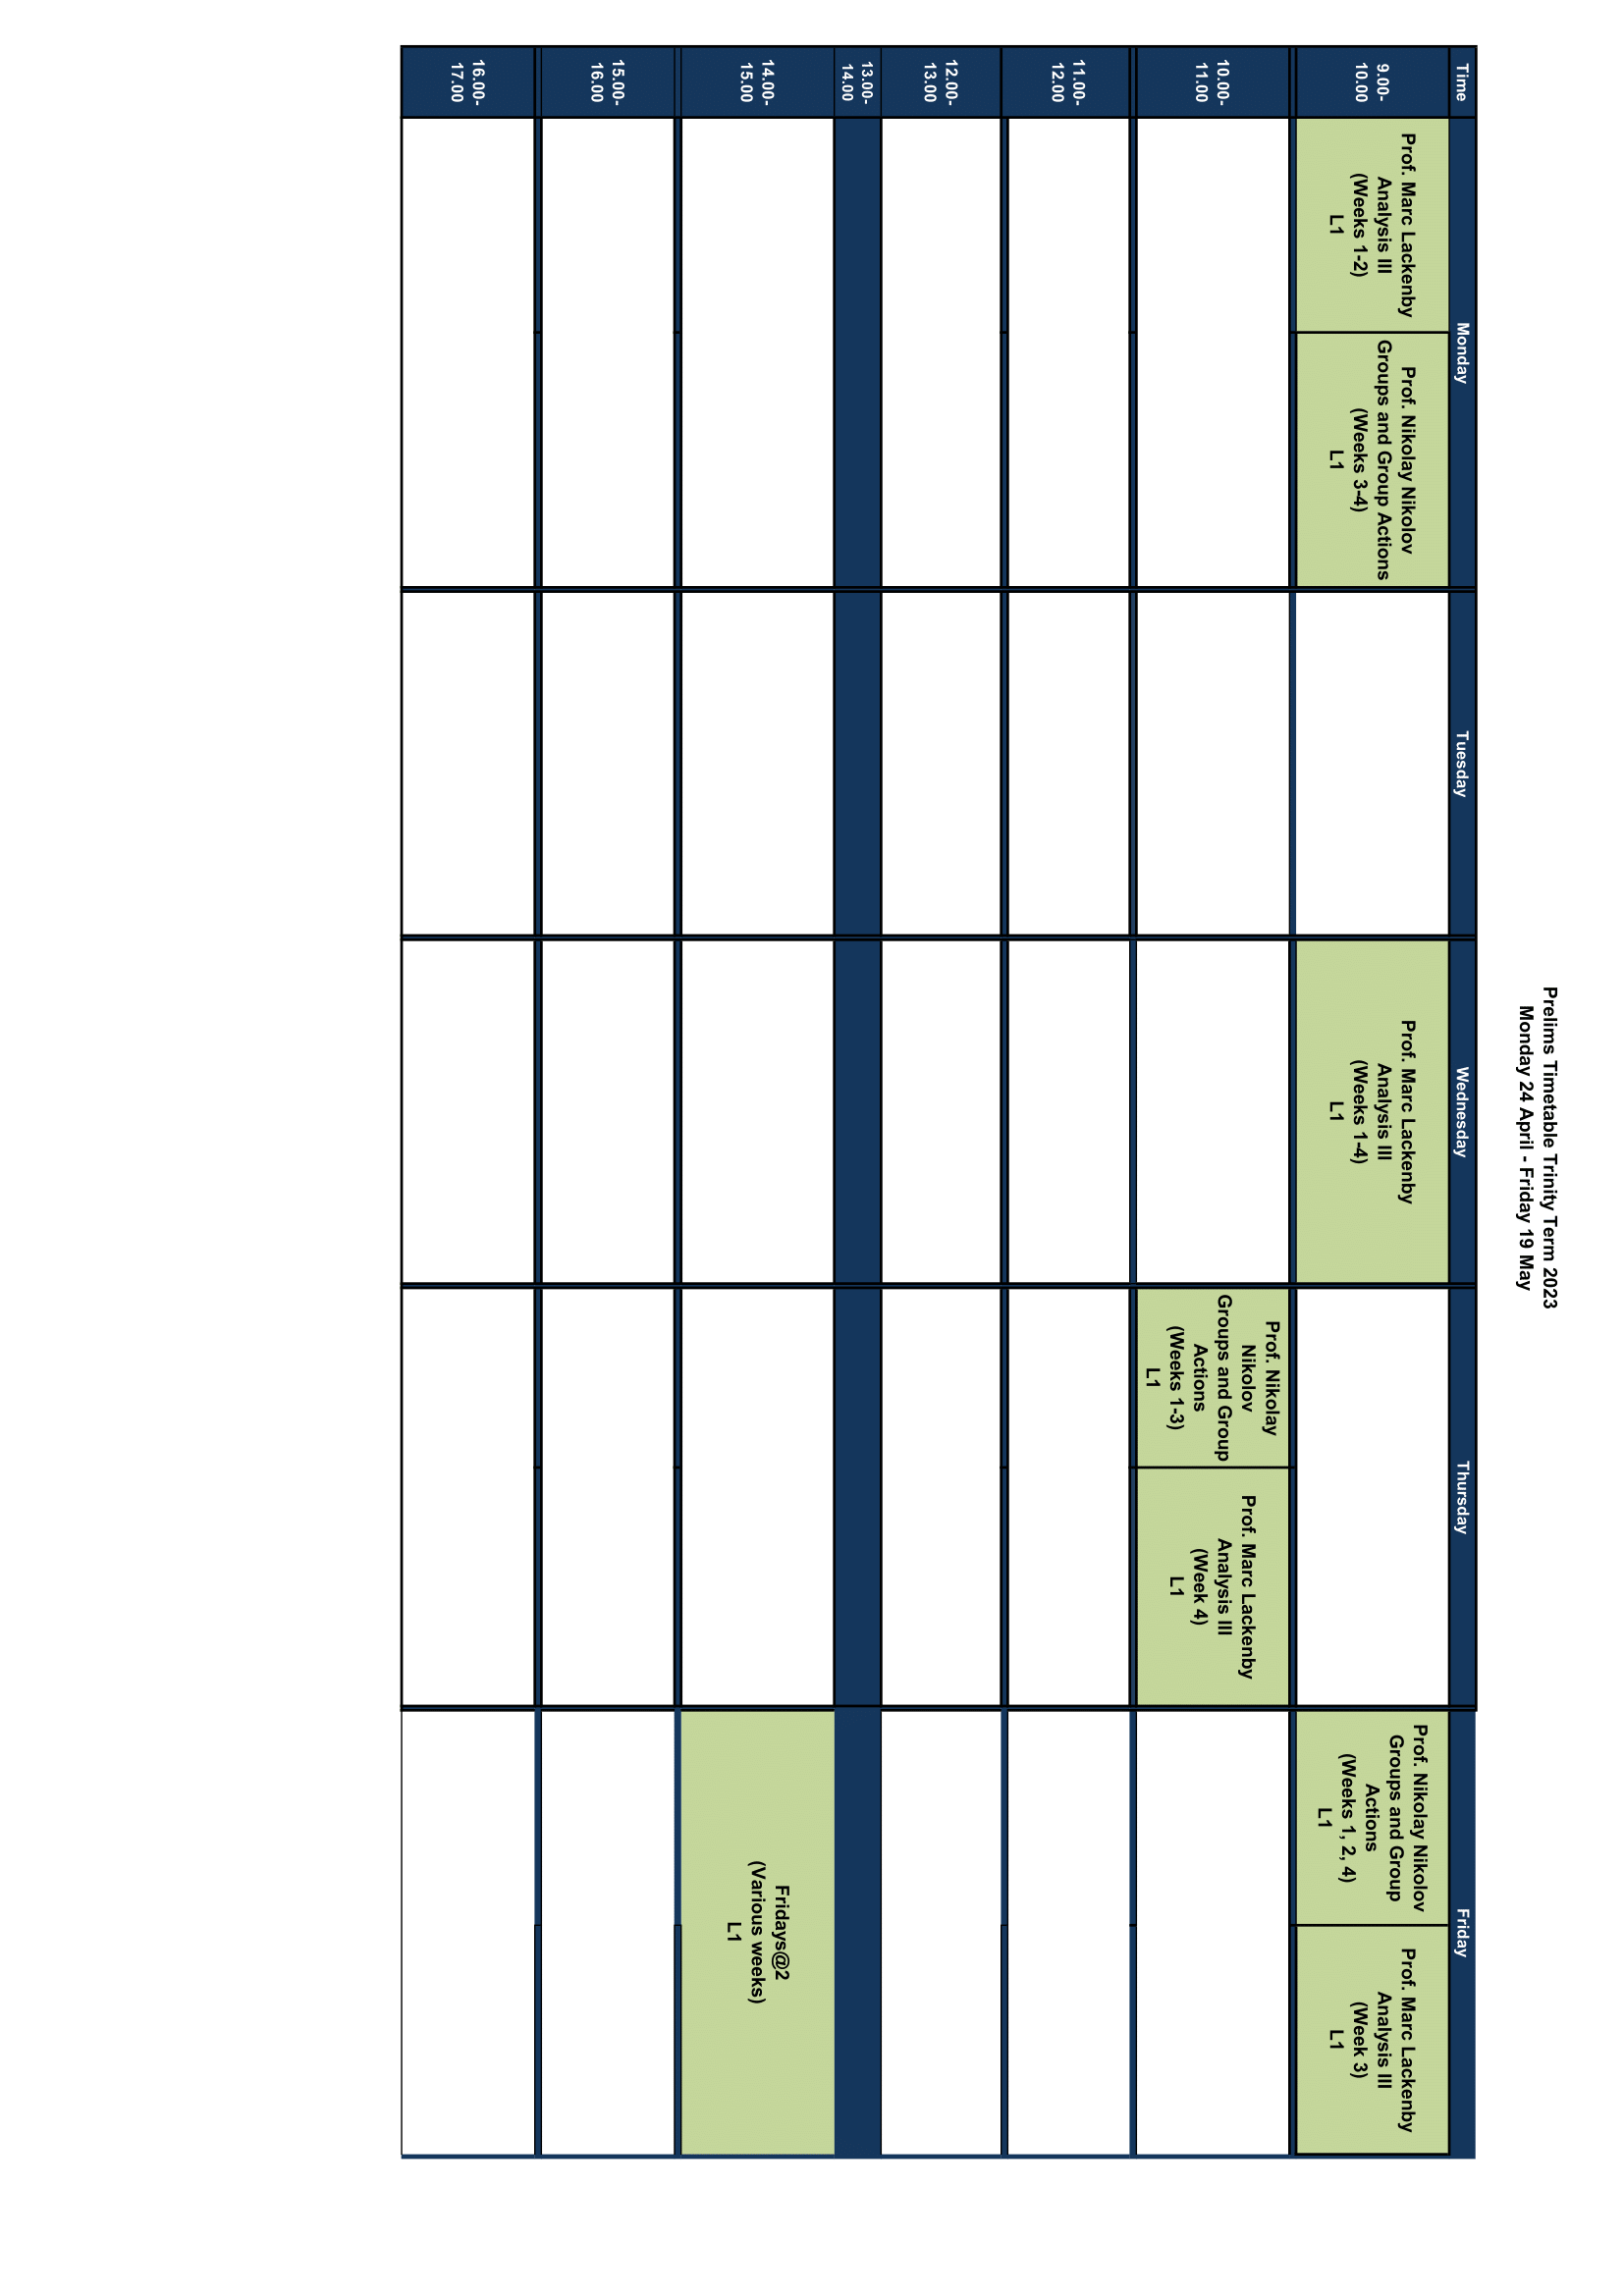 Prelims Timetable Trinity Term 2023
Monday 24 April - Friday 19 May
Time
Monday
Tuesday
Wednesday
Thursday
Friday
9.00-
10.00
Prof. Marc Lackenby
Analysis III
(Weeks 1-2)
L1
Prof. Nikolay Nikolov
Groups and Group Actions
(Weeks 3-4)
L1
Prof. Marc Lackenby
Analysis III
(Weeks 1-4)
L1
Prof. Nikolay Nikolov
Groups and Group
Actions
(Weeks 1, 2, 4)
L1
Prof. Marc Lackenby
Analysis III
(Week 3)
L1
10.00-
11.00
Prof. Nikolay
Nikolov
Groups and Group
Actions
(Weeks 1-3)
L1
Prof. Marc Lackenby
Analysis III
(Week 4)
L1
11.00-
12.00
12.00-
13.00
13.00-
14.00
14.00-
15.00
Fridays@2
(Various weeks)
L1
15.00-
16.00
16.00-
17.00